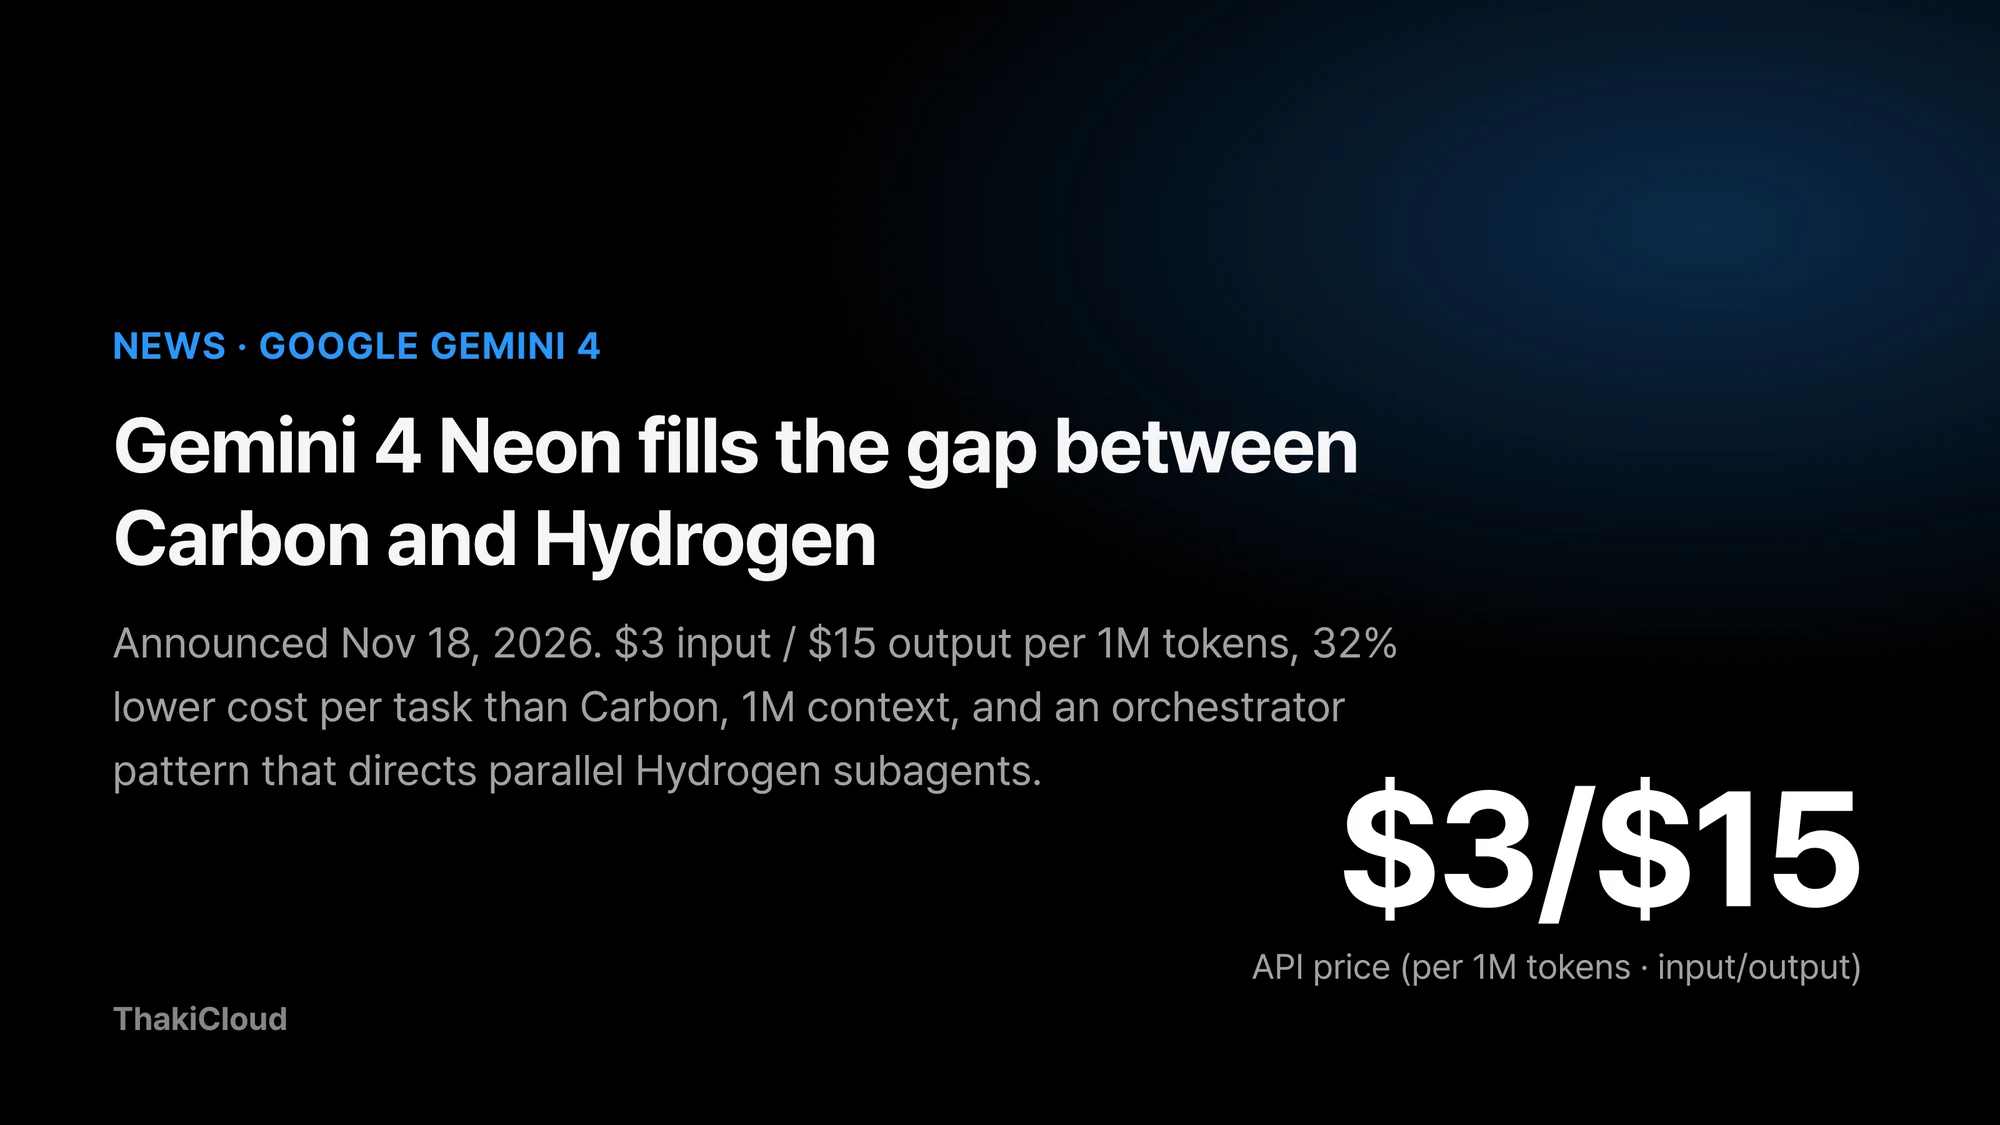 NEWS · GOOGLE GEMINI 4
Gemini 4 Neon fills the gap between
Carbon and Hydrogen
Announced Nov 18, 2026. $3 input / $15 output per 1M tokens, 32%
lower cost per task than Carbon, 1M context, and an orchestrator
pattern that directs parallel Hydrogen subagents.
$3/$15
API price (per 1M tokens · input/output)
ThakiCloud